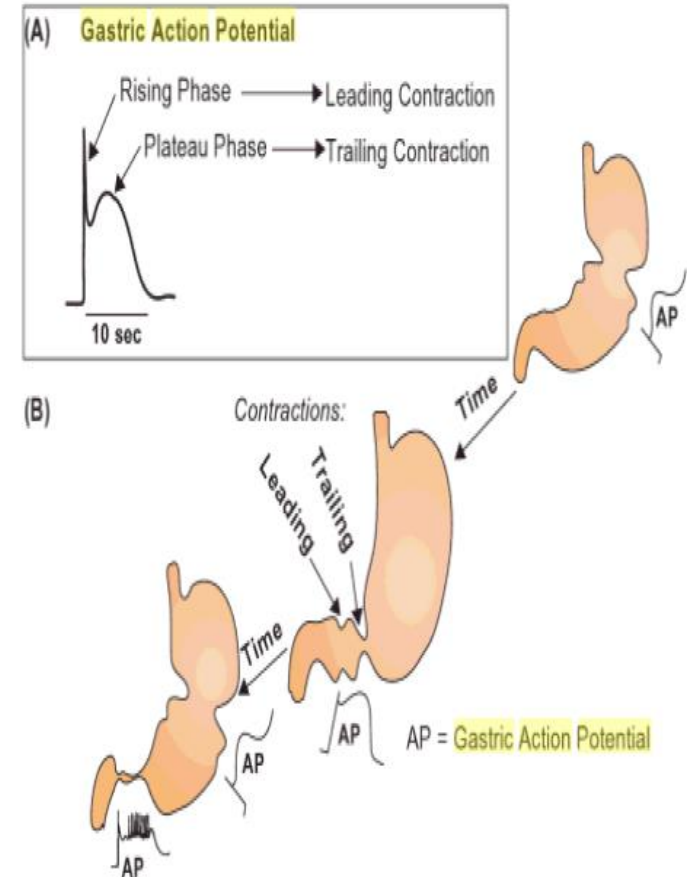 (A) Gastric Action Potential
Rising Phase Leading Contraction
Plateau Phase Trailing Contraction
10 sec
AP
Time
(B) Contractions:
Leading
Trailing
Time
AP
AP = Gastric Action Potential
AP
AP